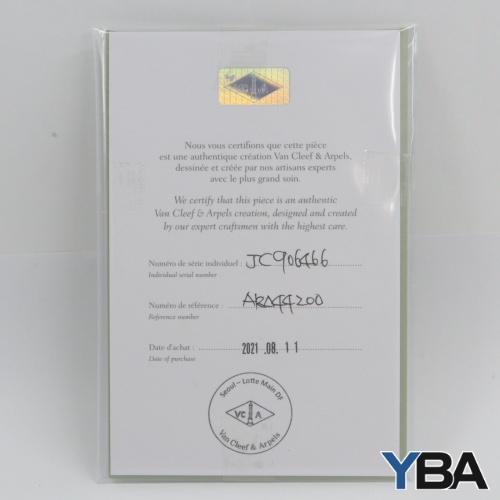 Nous vous certifions que cette pièce
est une authentique création Van Cleef & Arpels,
dessinée et créée par nos artisans experts
avec le plus grand soin.
We certify that this piece is an authentic
Van Cleef & Arpels creation, designed and created
by our expert craftsmen with the highest care.
Numéro de série individuel : JC906466
Individual serial number
Numéro de référence :
Reference number
Date d'achat : 2021 .08. 11
Date of purchase
Seoul - Lotte Main DF
VC A
Van Cleef & Arpels
YBA